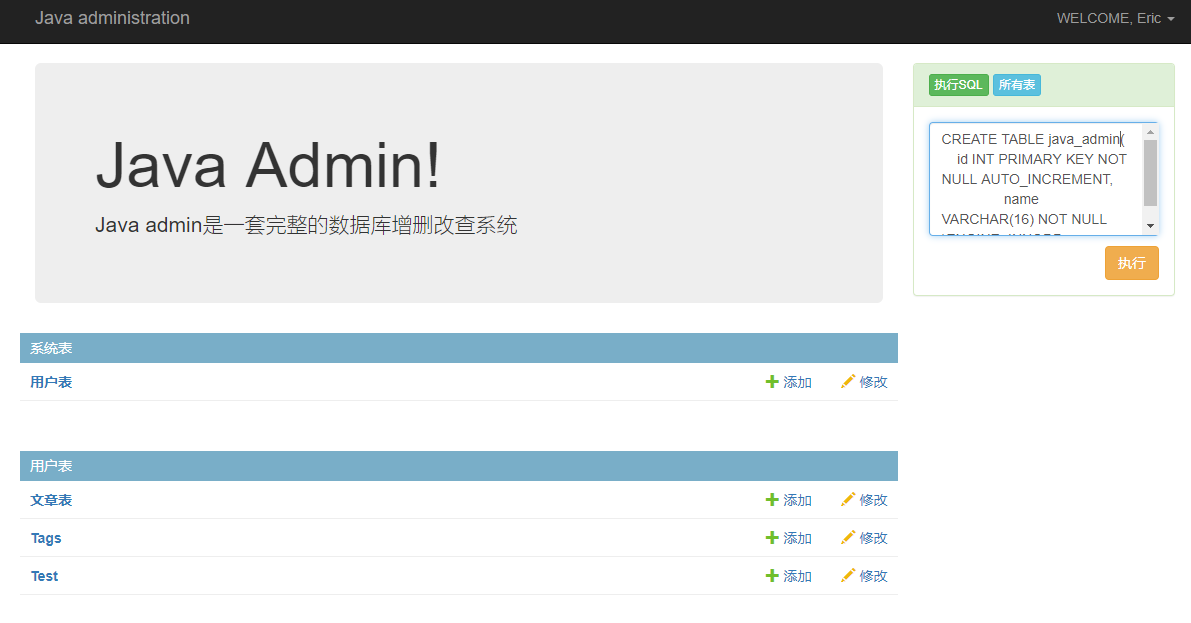 Java administration
WELCOME, Eric
Java Admin!
Java admin是一套完整的数据库增删改查系统
执行SQL 所有表
CREATE TABLE java_admin(
id INT PRIMARY KEY NOT
NULL AUTO_INCREMENT,
name
VARCHAR(16) NOT NULL
执行
系统表
用户表 添加 修改
用户表
文章表 添加 修改
Tags 添加 修改
Test 添加 修改